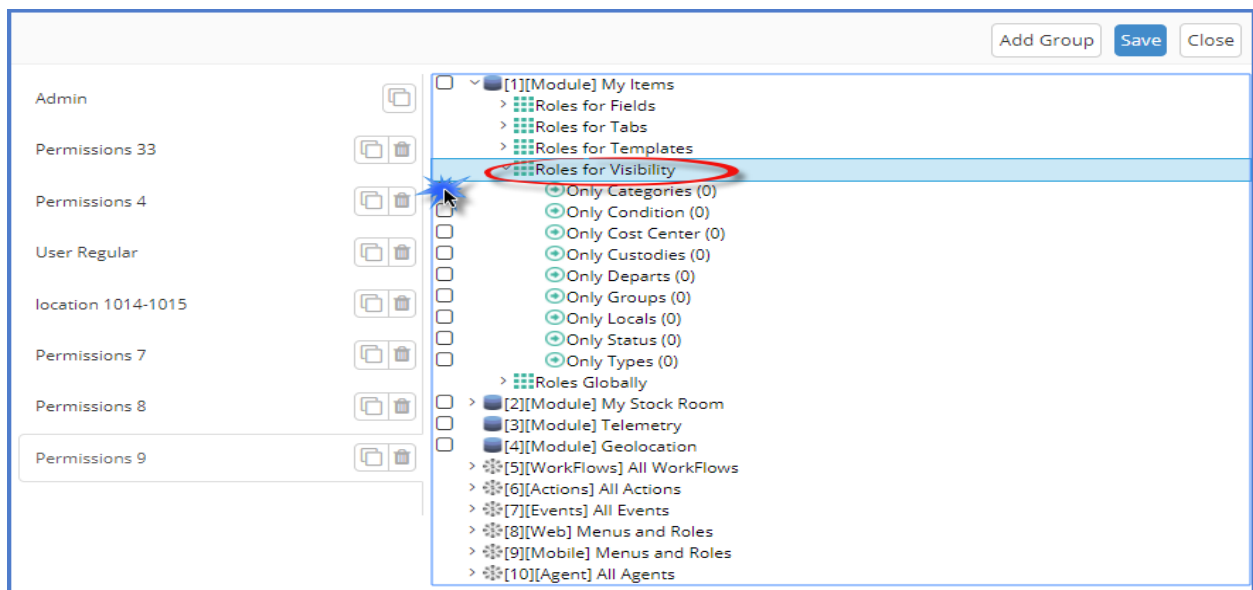 Add Group Save Close
Admin
Permissions 33
Permissions 4
User Regular
location 1014-1015
Permissions 7
Permissions 8
Permissions 9
[1][Module] My Items
Roles for Fields
Roles for Tabs
Roles for Templates
Roles for Visibility
Only Categories (0)
Only Condition (0)
Only Cost Center (0)
Only Custodies (0)
Only Departs (0)
Only Groups (0)
Only Locals (0)
Only Status (0)
Only Types (0)
Roles Globally
[2][Module] My Stock Room
[3][Module] Telemetry
[4][Module] Geolocation
[5][WorkFlows] All WorkFlows
[6][Actions] All Actions
[7][Events] All Events
[8][Web] Menus and Roles
[9][Mobile] Menus and Roles
[10][Agent] All Agents